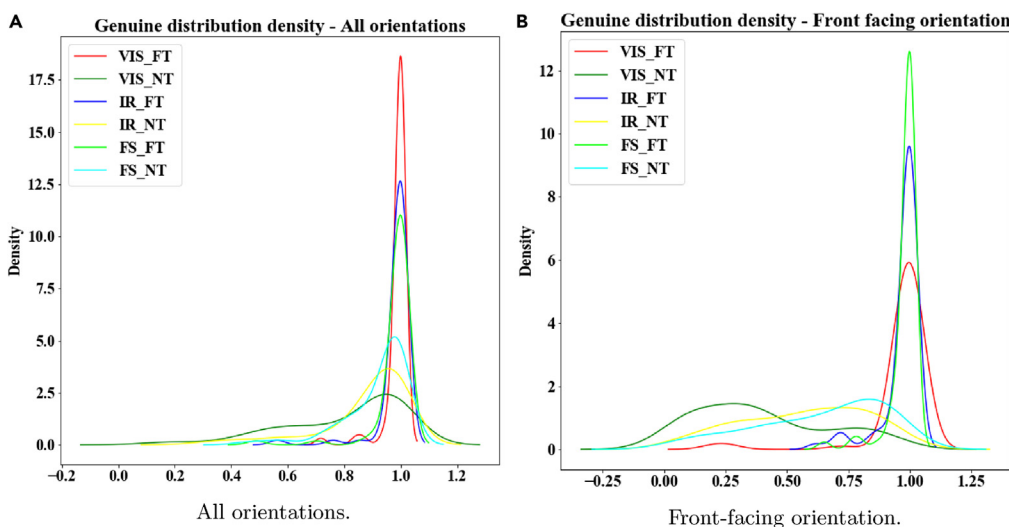 A
Genuine distribution density - All orientations
VIS_FT
VIS_NT
IR_FT
IR_NT
FS_FT
FS_NT
Density
17.5
15.0
12.5
10.0
7.5
5.0
2.5
0.0
−0.2 0.0 0.2 0.4 0.6 0.8 1.0 1.2
All orientations.
B
Genuine distribution density - Front facing orientation
VIS_FT
VIS_NT
IR_FT
IR_NT
FS_FT
FS_NT
Density
12
10
8
6
4
2
0
−0.25 0.00 0.25 0.50 0.75 1.00 1.25
Front-facing orientation.